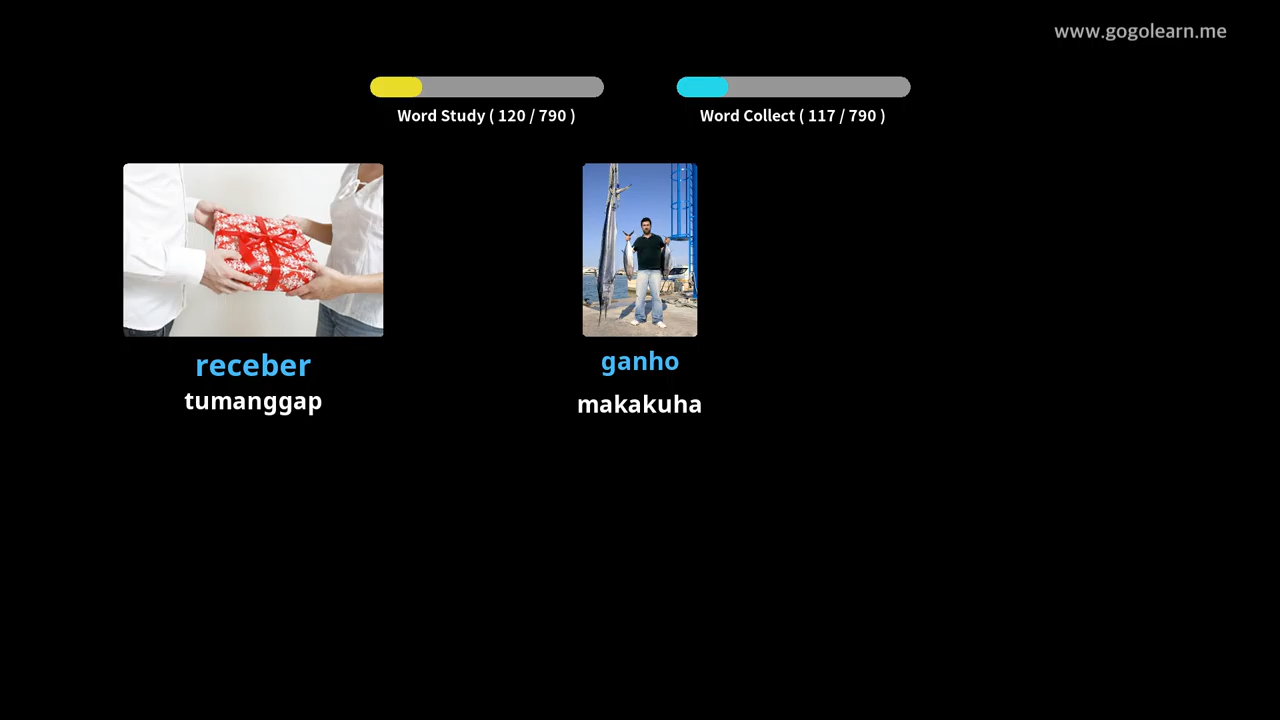 www.gogolearn.me
Word Study ( 120 / 790 )
Word Collect ( 117 / 790 )
receber
tumanggap
ganho
makakuha